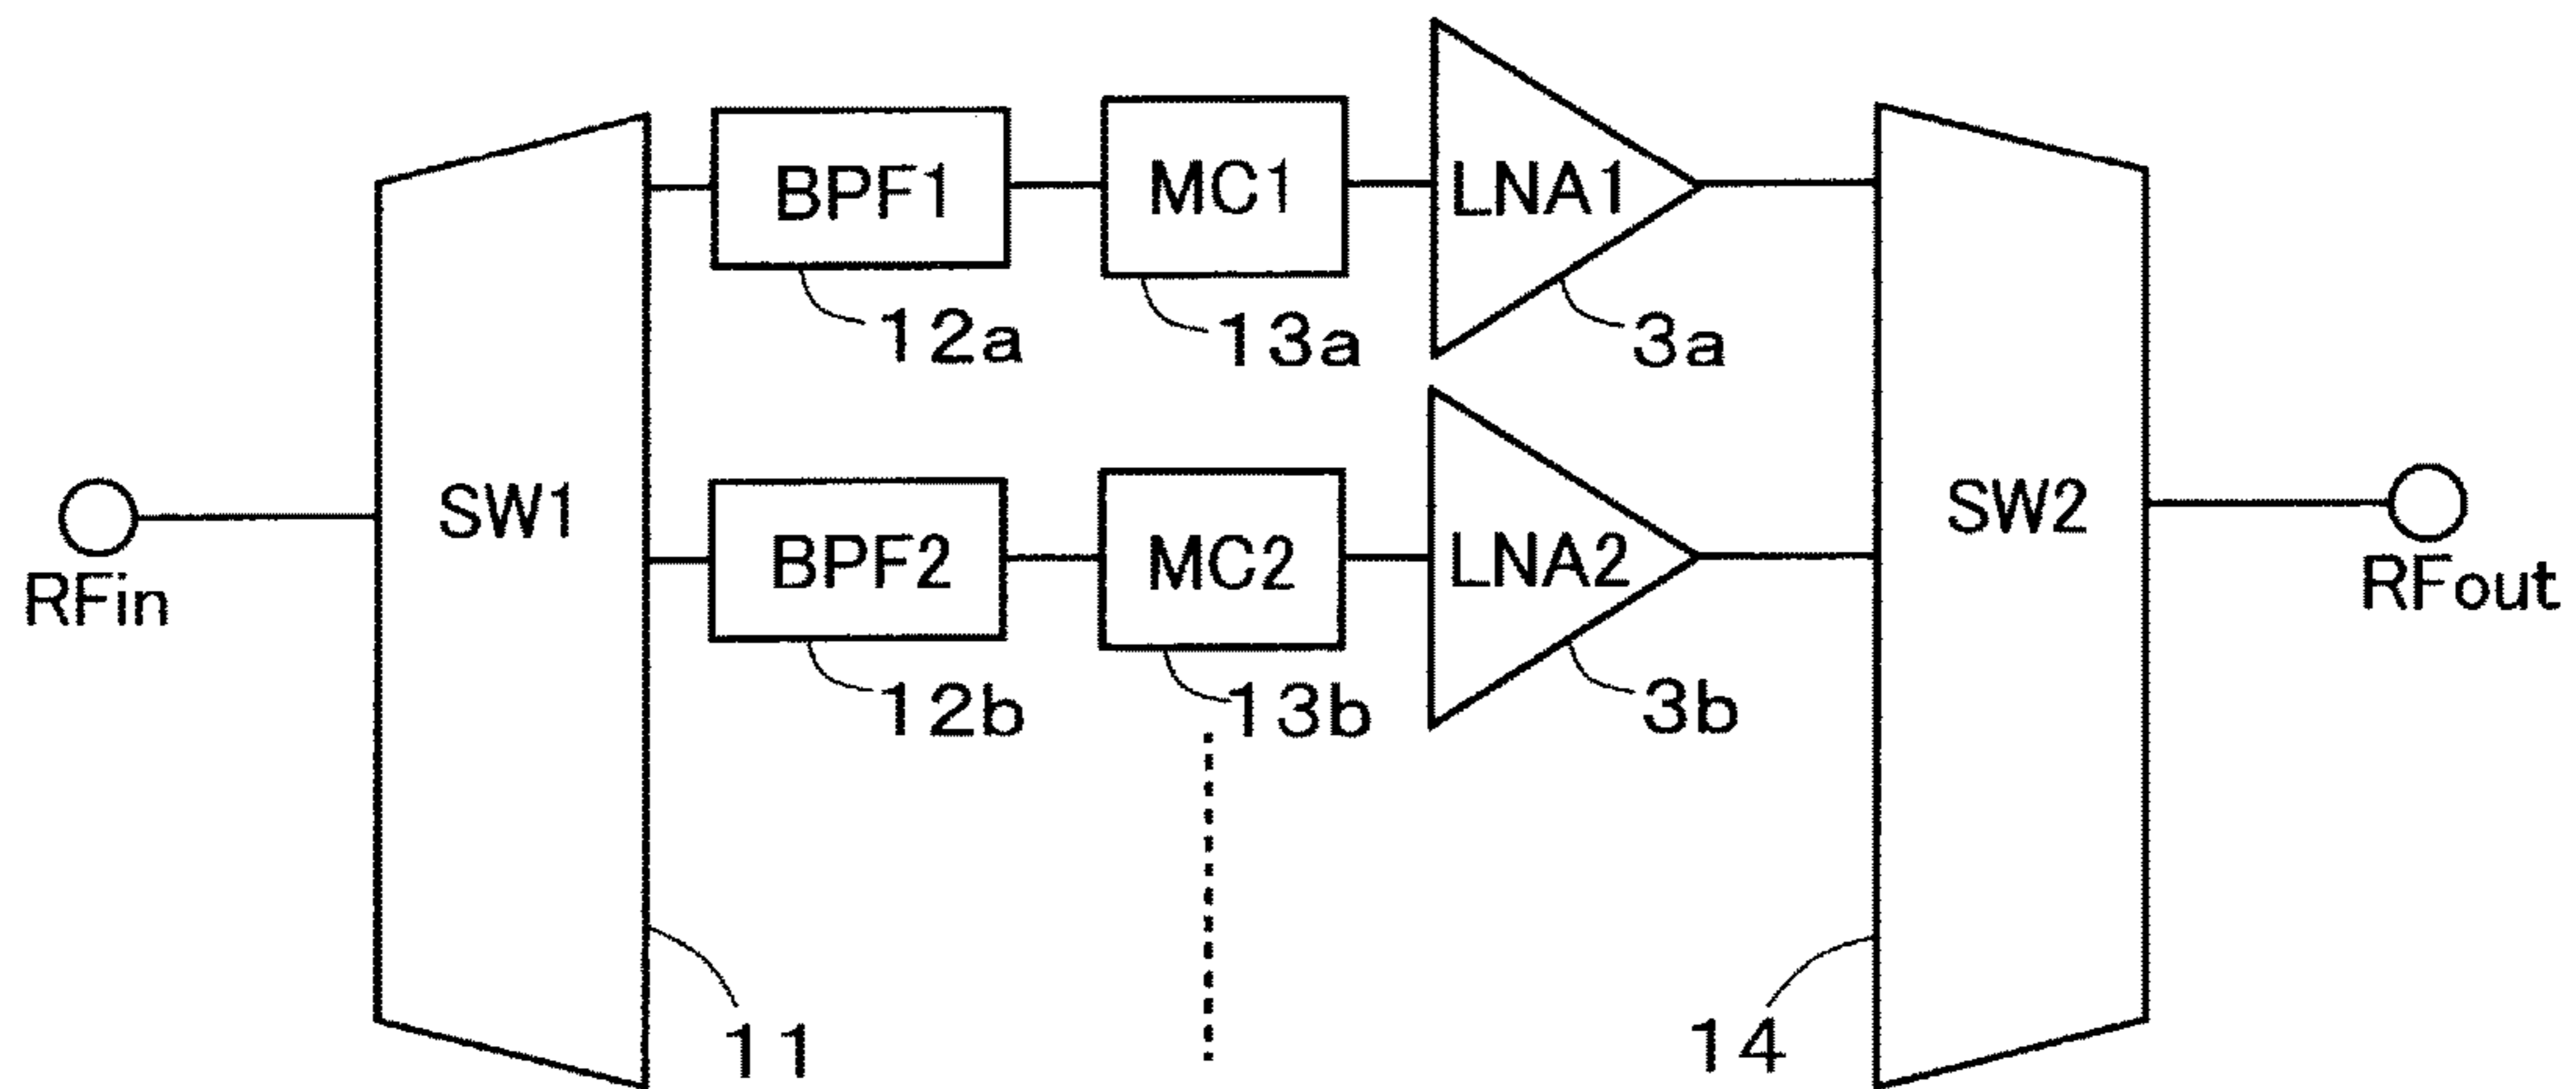 BPF1 MC1 LNA1
12a 13a 3a
SW1 SW2
BPF2 MC2 LNA2
RFin RFout
12b 13b 3b
11 14